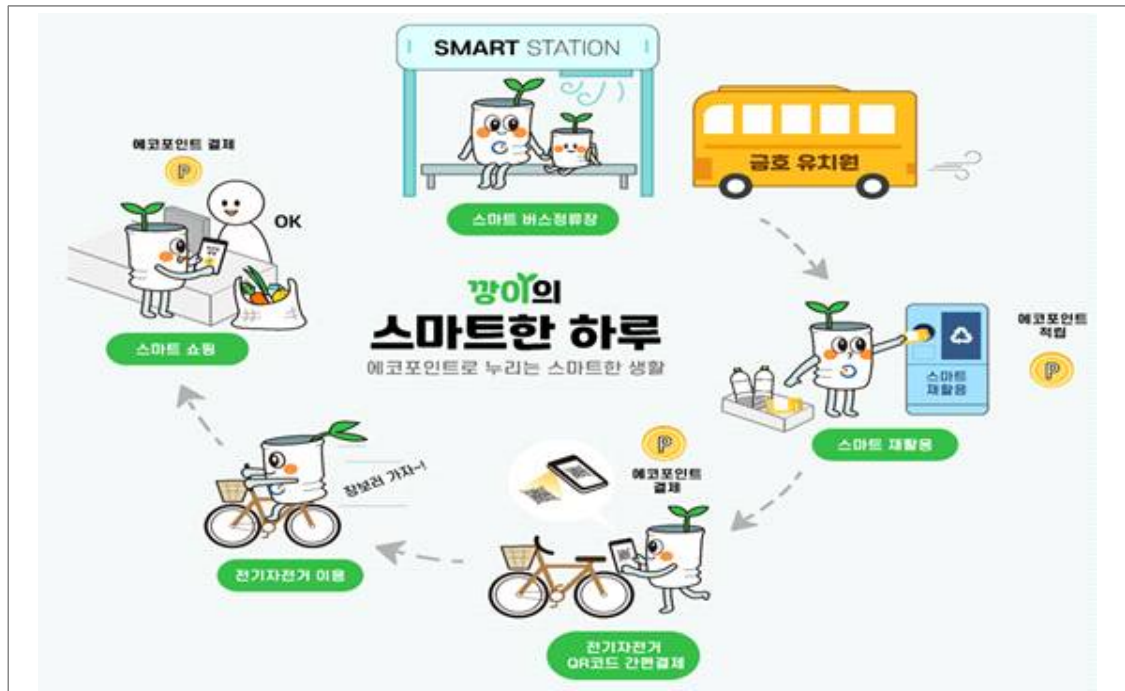 SMART STATION
금호 유치원
스마트 버스정류장
에코포인트 결제
P
OK
스마트 쇼핑
깡이의
스마트한 하루
에코포인트로 누리는 스마트한 생활
에코포인트
적립
P
스마트
재활용
스마트 재활용
P
에코포인트
결제
전기자전거
QR코드 간편결제
장보러 가자~!
전기자전거 이용